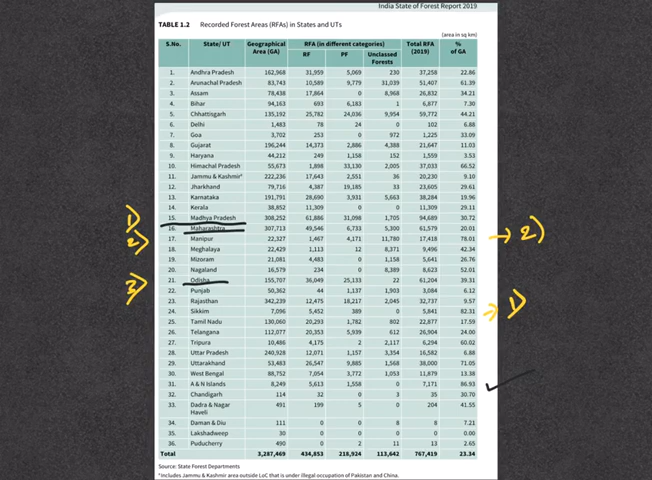 India State of Forest Report 2019
TABLE 1.2 Recorded Forest Areas (RFAs) in States and UTs
(area in sq km)
S.No. State/ UT Geographical Area (GA) RFA (in different categories) Total RFA (2019) % of GA
RF PF Unclassed Forests
1. Andhra Pradesh 162,968 31,959 5,069 230 37,258 22.86
2. Arunachal Pradesh 83,743 10,589 9,779 31,039 51,407 61.39
3. Assam 78,438 17,864 0 8,968 26,832 34.21
4. Bihar 94,163 693 6,183 1 6,877 7.30
5. Chhattisgarh 135,192 25,782 24,036 9,954 59,772 44.21
6. Delhi 1,483 78 24 0 102 6.88
7. Goa 3,702 253 0 972 1,225 33.09
8. Gujarat 196,244 14,373 2,886 4,388 21,647 11.03
9. Haryana 44,212 249 1,158 152 1,559 3.53
10. Himachal Pradesh 55,673 1,898 33,130 2,005 37,033 66.52
11. Jammu & Kashmir* 222,236 17,643 2,551 36 20,230 9.10
12. Jharkhand 79,716 4,387 19,185 33 23,605 29.61
13. Karnataka 191,791 28,690 3,931 5,663 38,284 19.96
14. Kerala 38,852 11,309 0 0 11,309 29.11
1) 15. Madhya Pradesh 308,252 61,886 31,098 1,705 94,689 30.72
16. Maharashtra 307,713 49,546 6,733 5,300 61,579 20.01
2) 17. Manipur 22,327 1,467 4,171 11,780 17,418 78.01 → 2)
18. Meghalaya 22,429 1,113 12 8,371 9,496 42.34
19. Mizoram 21,081 4,483 0 1,158 5,641 26.76
20. Nagaland 16,579 234 0 8,389 8,623 52.01
3) 21. Odisha 155,707 36,049 25,133 22 61,204 39.31
22. Punjab 50,362 44 1,137 1,903 3,084 6.12
23. Rajasthan 342,239 12,475 18,217 2,045 32,737 9.57
24. Sikkim 7,096 5,452 389 0 5,841 82.31 → 1)
25. Tamil Nadu 130,060 20,293 1,782 802 22,877 17.59
26. Telangana 112,077 20,353 5,939 612 26,904 24.00
27. Tripura 10,486 4,175 2 2,117 6,294 60.02
28. Uttar Pradesh 240,928 12,071 1,157 3,354 16,582 6.88
29. Uttarakhand 53,483 26,547 9,885 1,568 38,000 71.05
30. West Bengal 88,752 7,054 3,772 1,053 11,879 13.38
31. A & N Islands 8,249 5,613 1,558 0 7,171 86.93
32. Chandigarh 114 32 0 3 35 30.70
33. Dadra & Nagar Haveli 491 199 5 0 204 41.55
34. Daman & Diu 111 0 0 8 8 7.21
35. Lakshadweep 30 0 0 0 0 0.00
36. Puducherry 490 0 2 11 13 2.65
Total 3,287,469 434,853 218,924 113,642 767,419 23.34
Source: State Forest Departments
*Includes Jammu & Kashmir area outside LoC that is under illegal occupation of Pakistan and China.